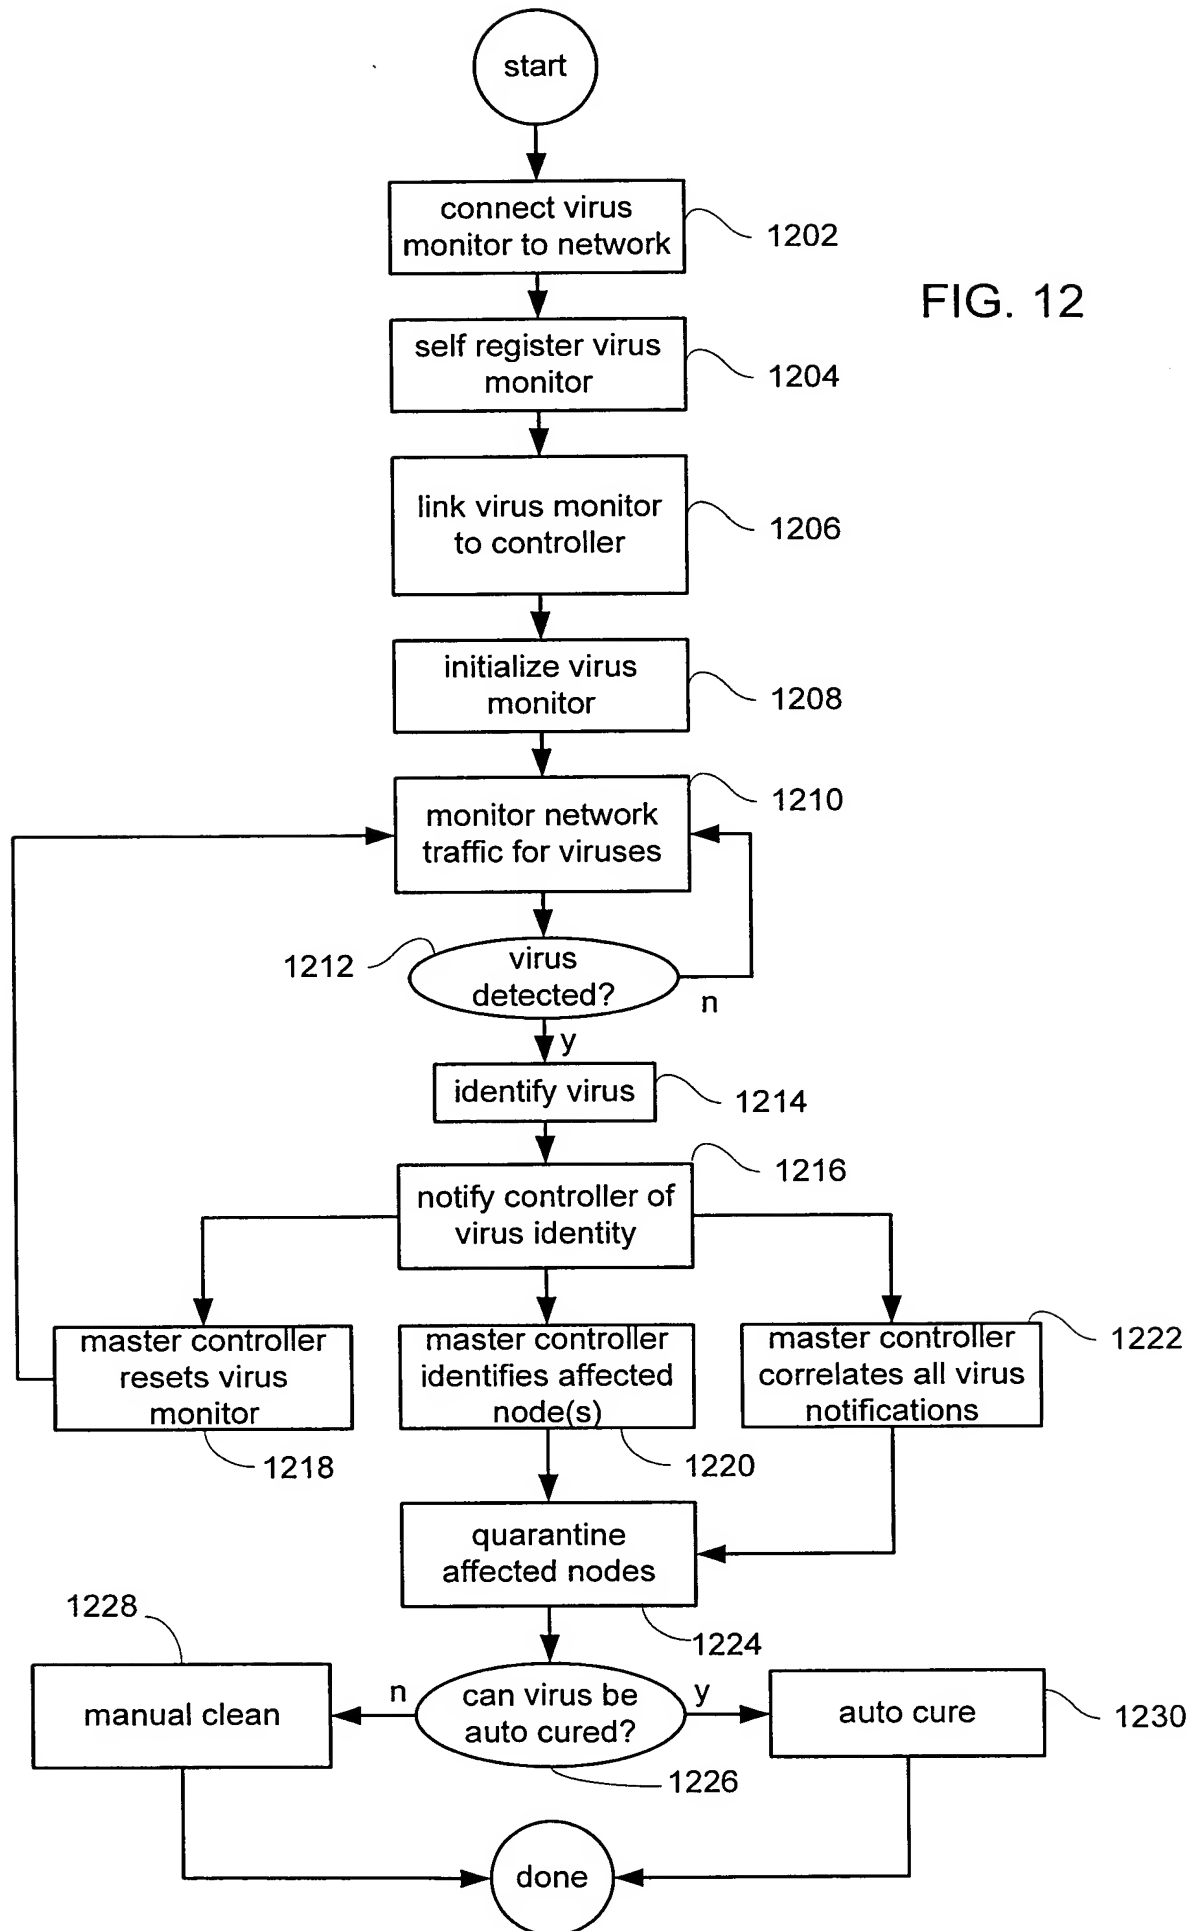 start
connect virus
monitor to network
1202
FIG. 12
self register virus
monitor
1204
link virus monitor
to controller
1206
initialize virus
monitor
1208
monitor network
traffic for viruses
1210
1212
virus
detected?
n
y
identify virus
1214
notify controller of
virus identity
1216
master controller
resets virus
monitor
1218
master controller
identifies affected
node(s)
1220
master controller
correlates all virus
notifications
1222
quarantine
affected nodes
1224
1228
manual clean
n
can virus be
auto cured?
y
1226
auto cure
1230
done